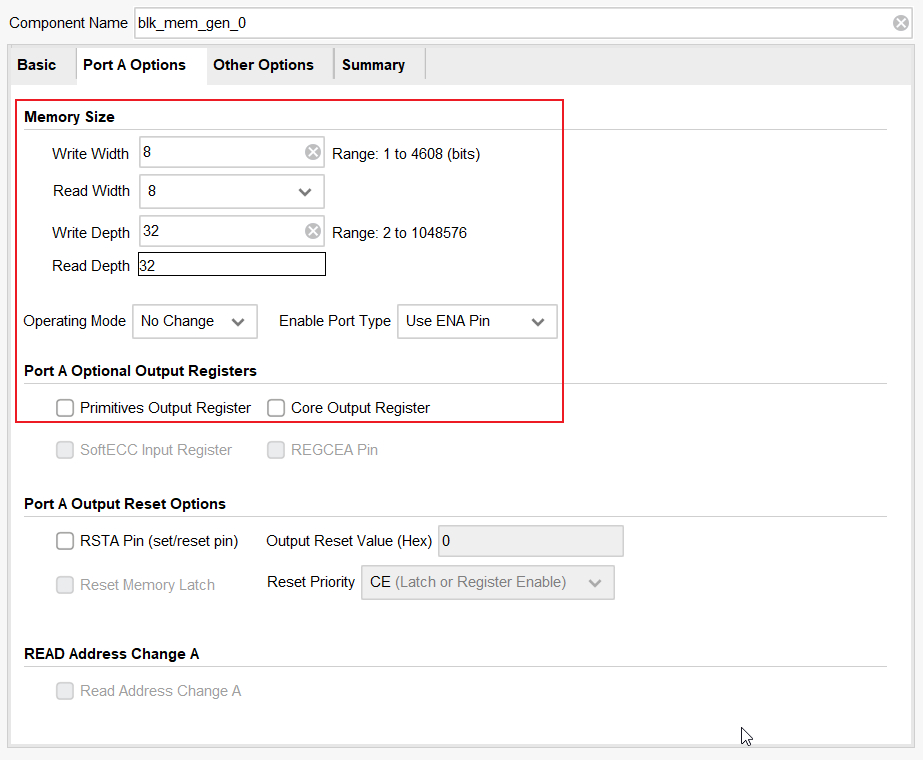 Component Name blk_mem_gen_0
Basic Port A Options Other Options Summary
Memory Size
Write Width 8 Range: 1 to 4608 (bits)
Read Width 8
Write Depth 32 Range: 2 to 1048576
Read Depth 32
Operating Mode No Change Enable Port Type Use ENA Pin
Port A Optional Output Registers
Primitives Output Register Core Output Register
SoftECC Input Register REGCEA Pin
Port A Output Reset Options
RSTA Pin (set/reset pin) Output Reset Value (Hex) 0
Reset Memory Latch Reset Priority CE (Latch or Register Enable)
READ Address Change A
Read Address Change A